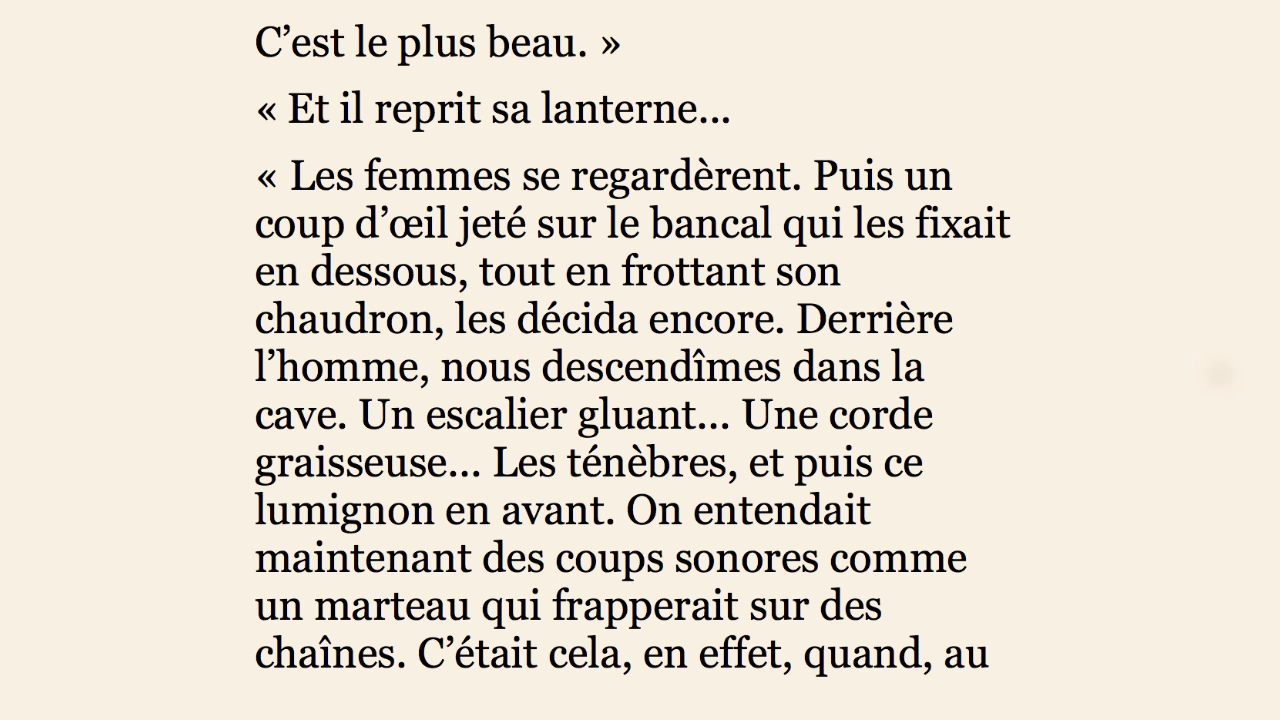 C’est le plus beau. »
« Et il reprit sa lanterne...
« Les femmes se regardèrent. Puis un
coup d’œil jeté sur le bancal qui les fixait
en dessous, tout en frottant son
chaudron, les décida encore. Derrière
l’homme, nous descendîmes dans la
cave. Un escalier gluant... Une corde
graisseuse... Les ténèbres, et puis ce
lumignon en avant. On entendait
maintenant des coups sonores comme
un marteau qui frapperait sur des
chaînes. C’était cela, en effet, quand, au